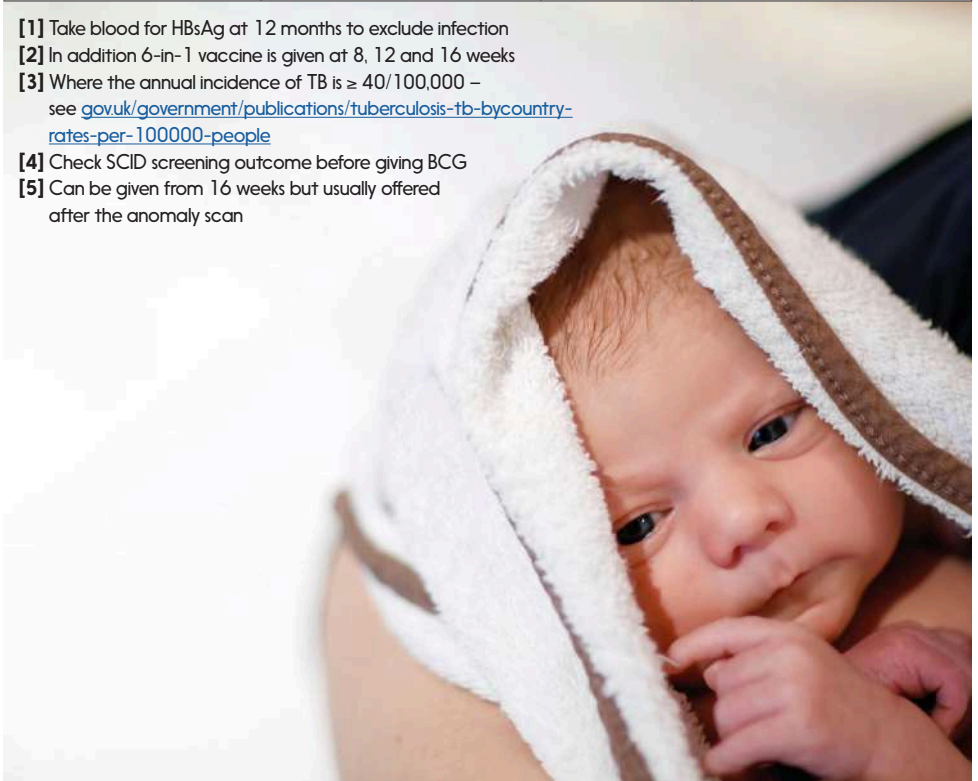 [1] Take blood for HBsAg at 12 months to exclude infection
[2] In addition 6-in-1 vaccine is given at 8, 12 and 16 weeks
[3] Where the annual incidence of TB is ≥ 40/100,000 –
see gov.uk/government/publications/tuberculosis-tb-bycountry-
rates-per-100000-people
[4] Check SCID screening outcome before giving BCG
[5] Can be given from 16 weeks but usually offered
after the anomaly scan